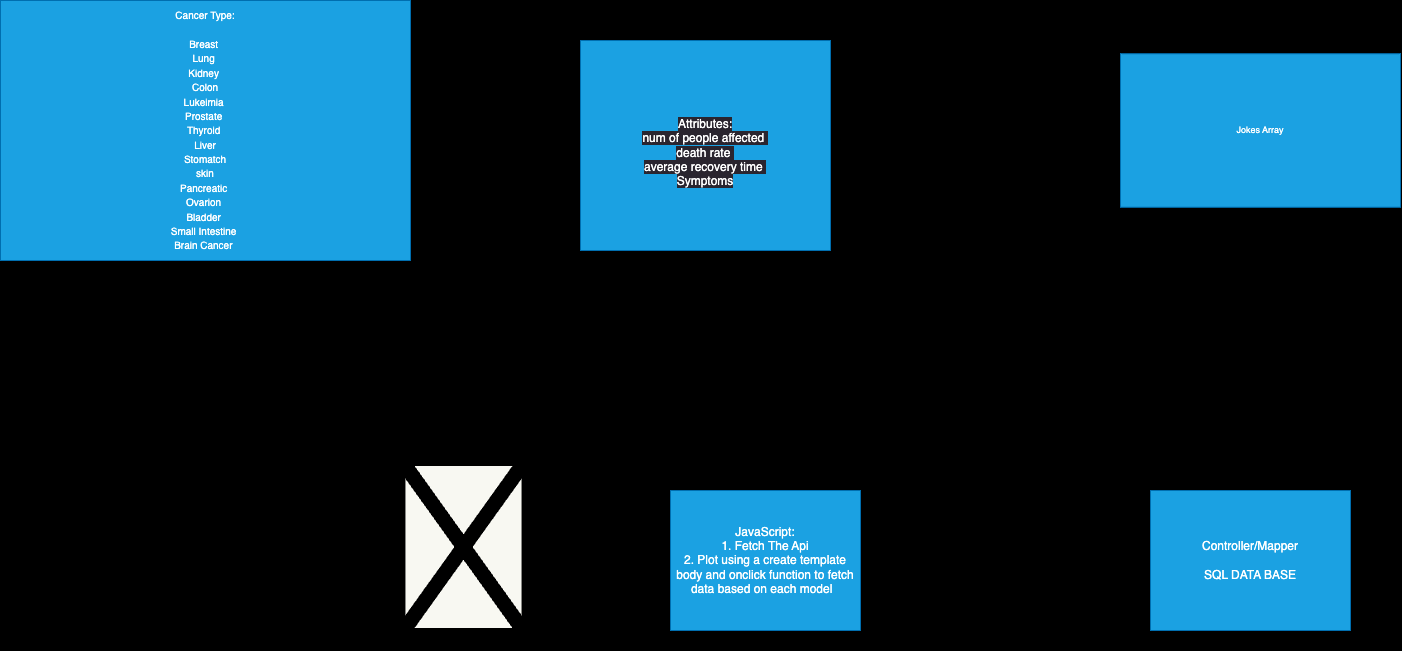 Cancer Type:
Breast
Lung
Kidney
Colon
Lukeimia
Prostate
Thyroid
Liver
Stomatch
skin
Pancreatic
Ovarion
Bladder
Small Intestine
Brain Cancer
Attributes:
num of people affected
death rate
average recovery time
Symptoms
Jokes Array
JavaScript:
1. Fetch The Api
2. Plot using a create template
body and onclick function to fetch
data based on each model
Controller/Mapper
SQL DATA BASE